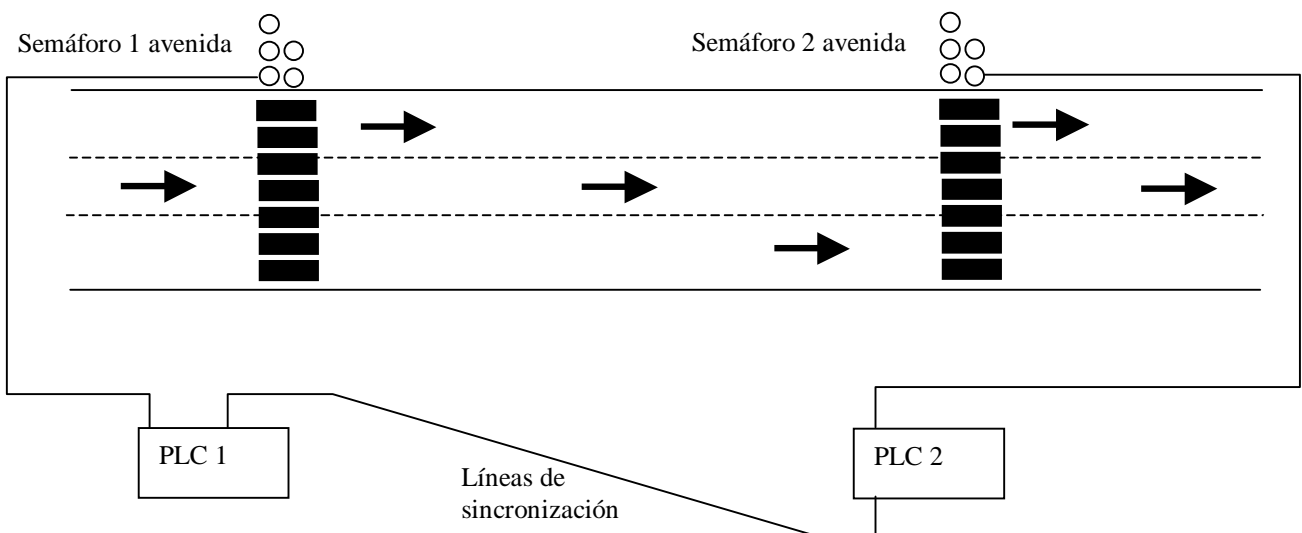 Semáforo 1 avenida
Semáforo 2 avenida
PLC 1
PLC 2
Líneas de
sincronización